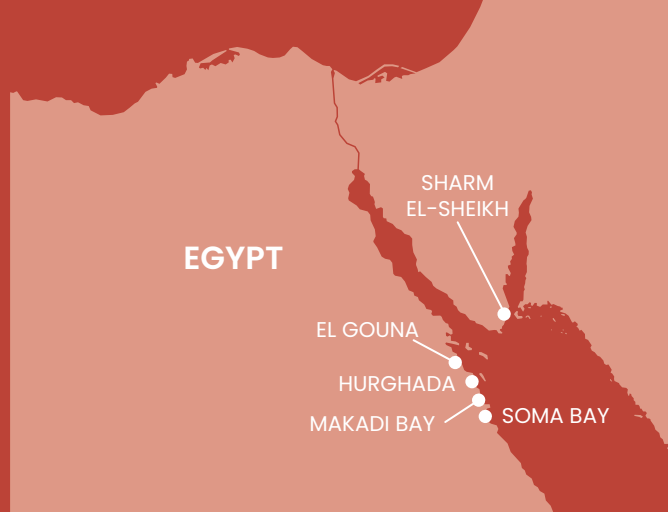 SHARM
EL-SHEIKH
EGYPT
EL GOUNA
HURGHADA
MAKADI BAY
SOMA BAY